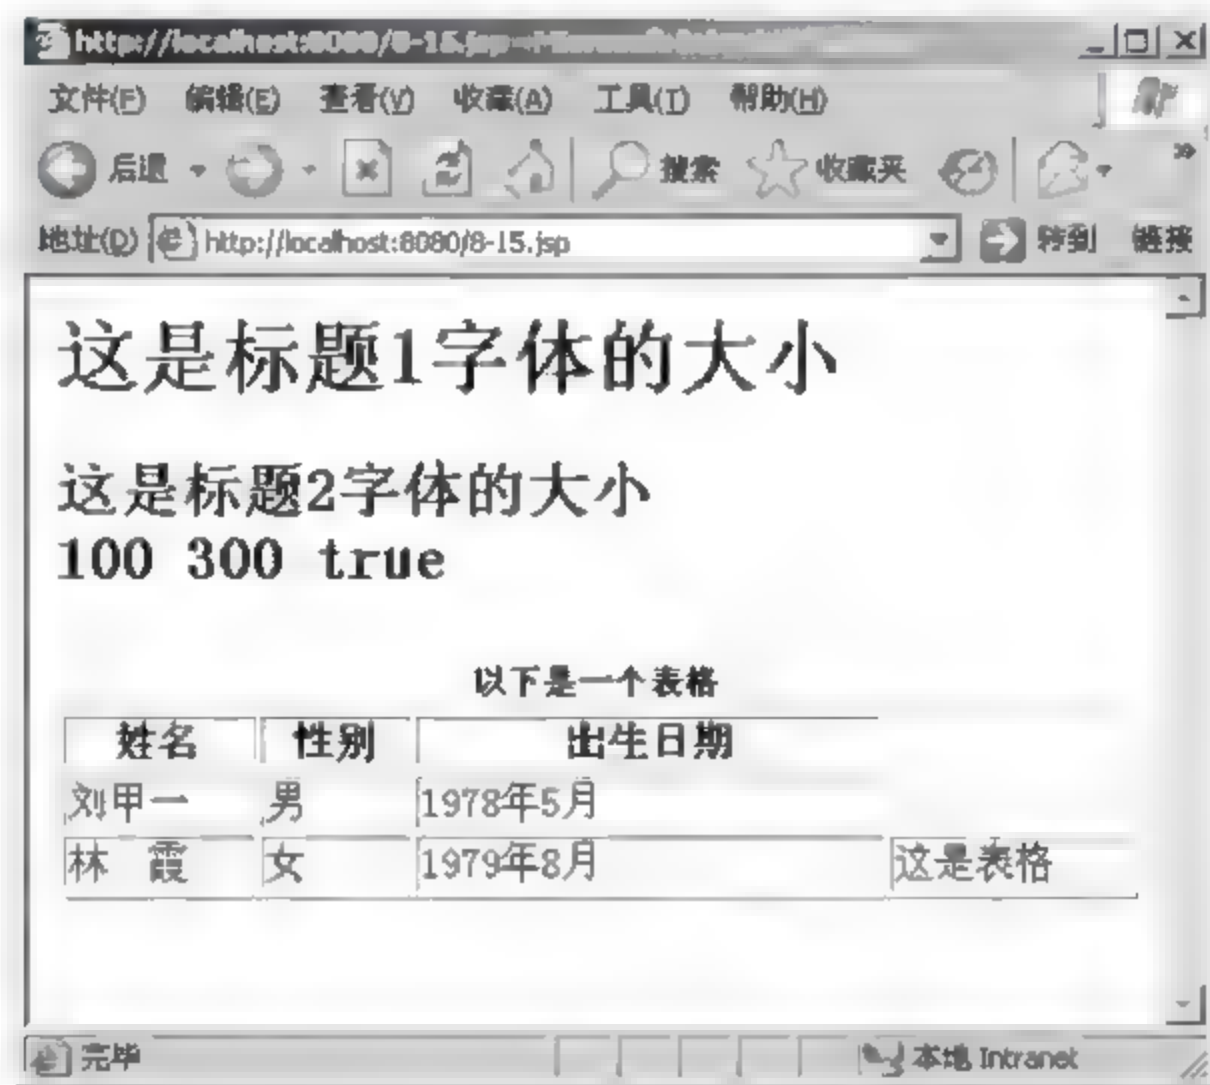 http://localhost:8080/8-15.jsp
文件(F) 编辑(E) 查看(V) 收藏(A) 工具(T) 帮助(H)
后退 搜索 收藏夹 »
地址(D) http://localhost:8080/8-15.jsp 转到 链接
这是标题1字体的大小
这是标题2字体的大小
100 300 true
以下是一个表格
姓名 性别 出生日期
刘甲一 男 1978年5月
林 霞 女 1979年8月 这是表格
完毕 本地 Intranet